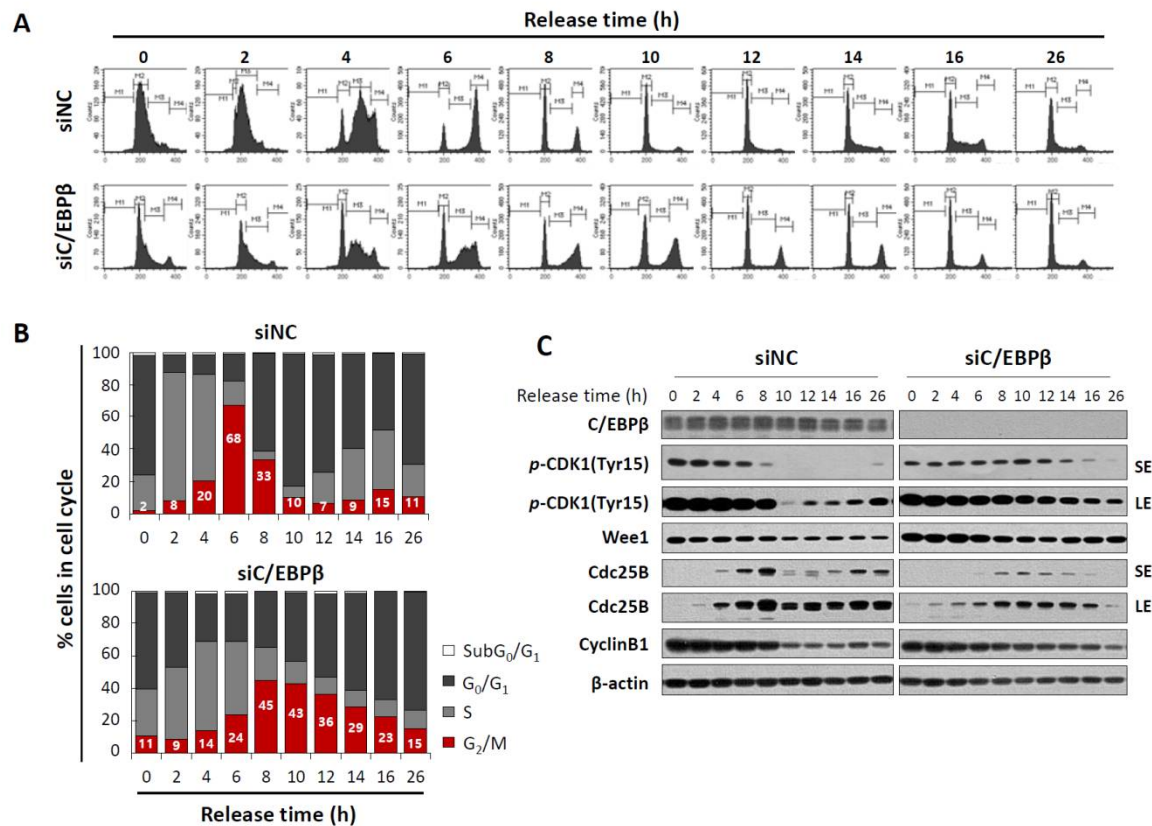 A
Release time (h)
0 2 4 6 8 10 12 14 16 26
siNC
siC/EBPβ
B
siNC
% cells in cell cycle
100
80
60
40
20
0
2 8 20 68 33 10 7 9 15 11
0 2 4 6 8 10 12 14 16 26
siC/EBPβ
100
80
60
40
20
0
11 9 14 24 45 43 36 29 23 15
0 2 4 6 8 10 12 14 16 26
Release time (h)
SubG0/G1
G0/G1
S
G2/M
C
siNC siC/EBPβ
Release time (h) 0 2 4 6 8 10 12 14 16 26 0 2 4 6 8 10 12 14 16 26
C/EBPβ
p-CDK1(Tyr15) SE
p-CDK1(Tyr15) LE
Wee1
Cdc25B SE
Cdc25B LE
CyclinB1
β-actin